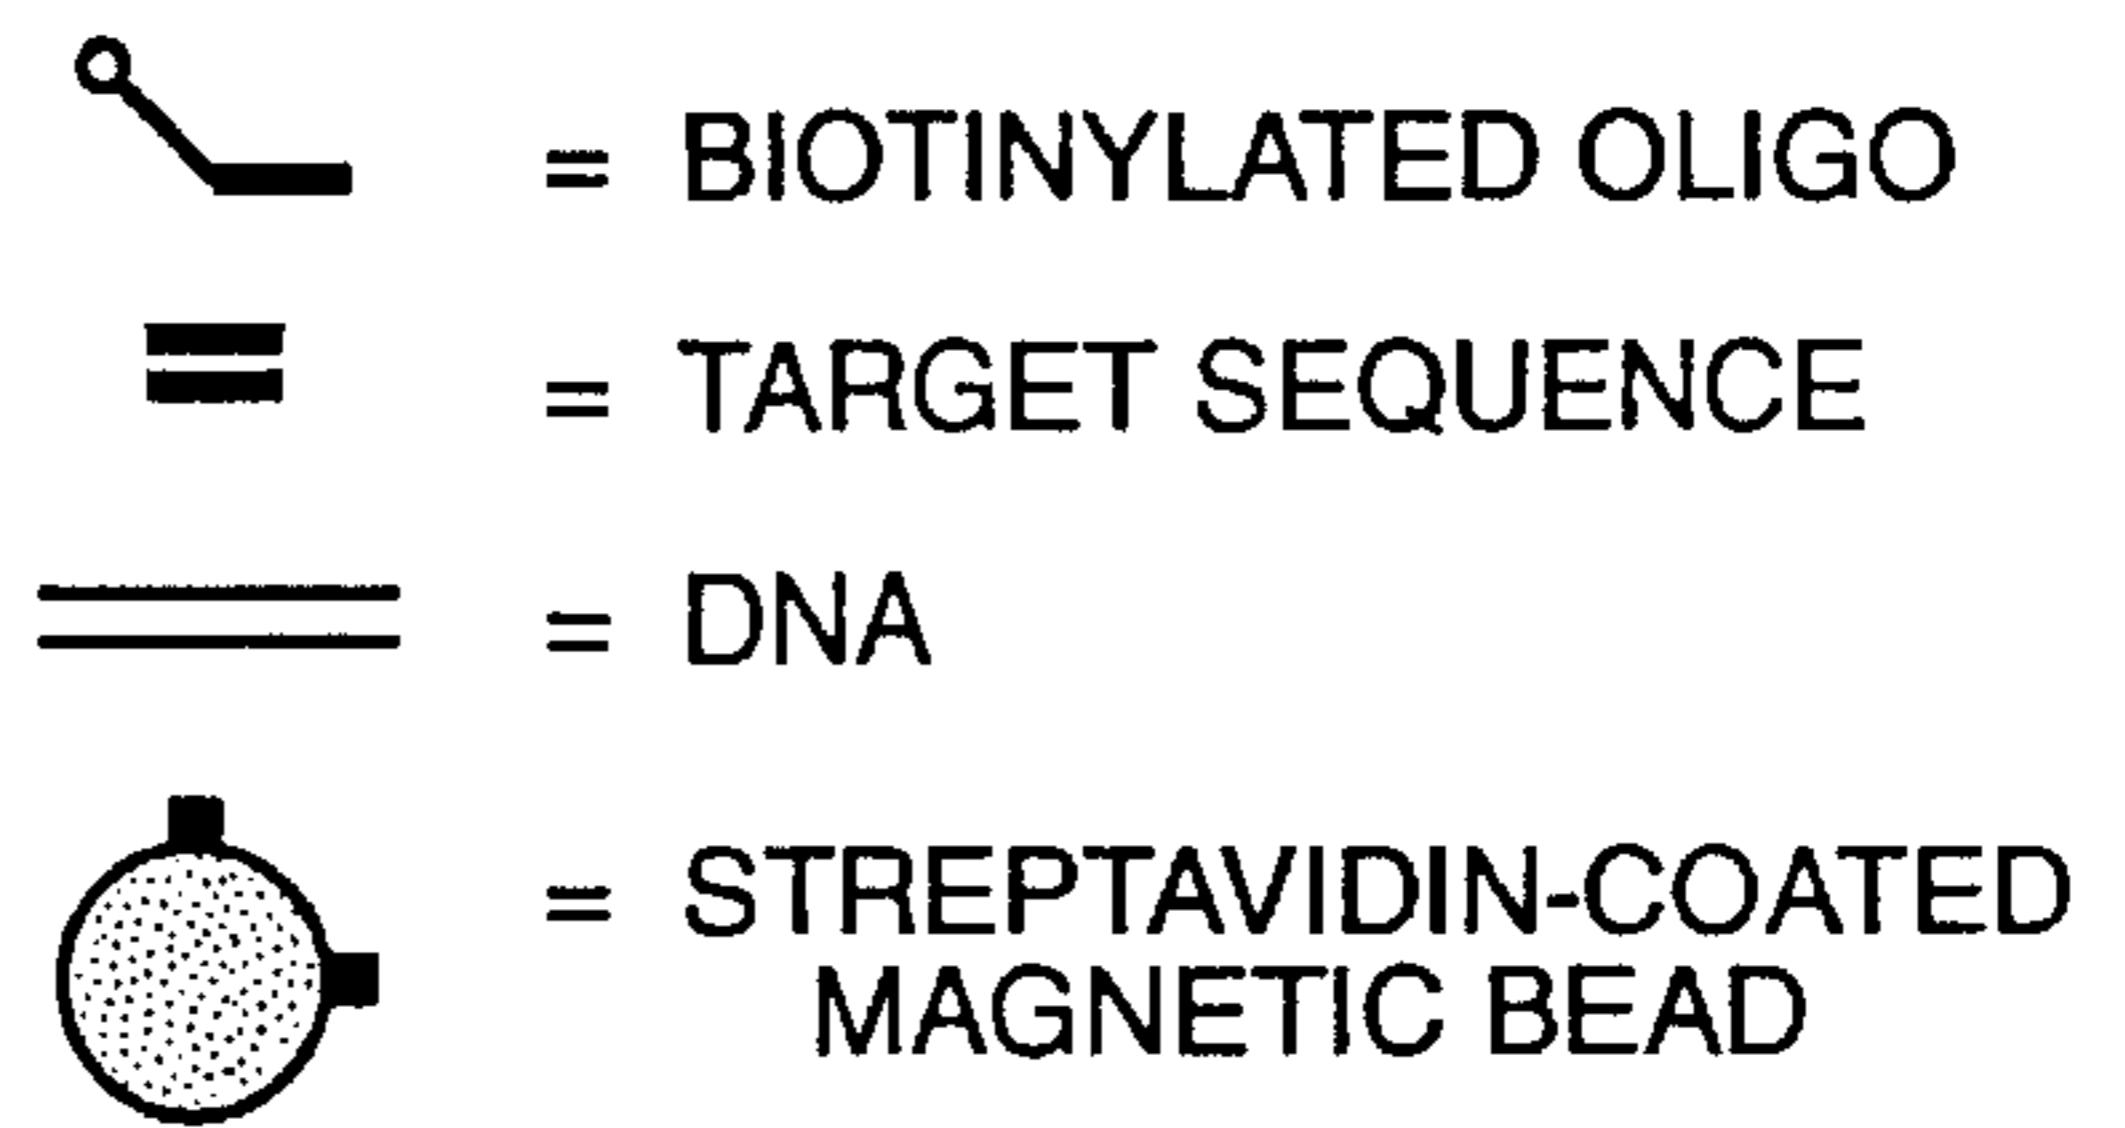 = BIOTINYLATED OLIGO
= TARGET SEQUENCE
= DNA
= STREPTAVIDIN-COATED
MAGNETIC BEAD